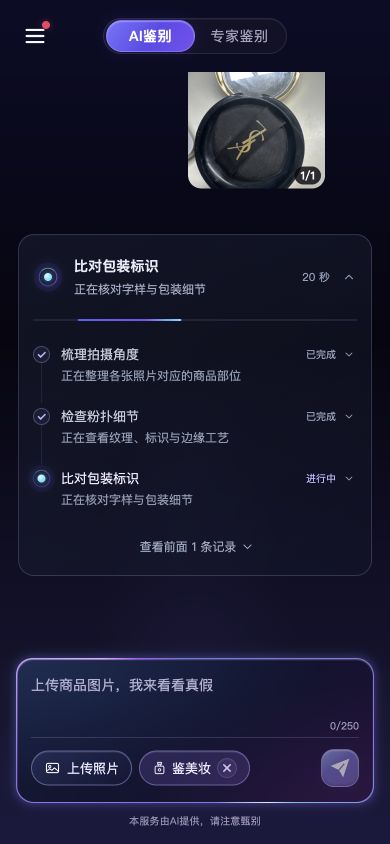 AI鉴别
专家鉴别
YSL
1/1
比对包装标识
20 秒
正在核对字样与包装细节
梳理拍摄角度
已完成
正在整理各张照片对应的商品部位
检查粉扑细节
已完成
正在查看纹理、标识与边缘工艺
比对包装标识
进行中
正在核对字样与包装细节
查看前面 1 条记录
上传商品图片，我来看看真假
0/250
上传照片
鉴美妆
本服务由AI提供，请注意甄别